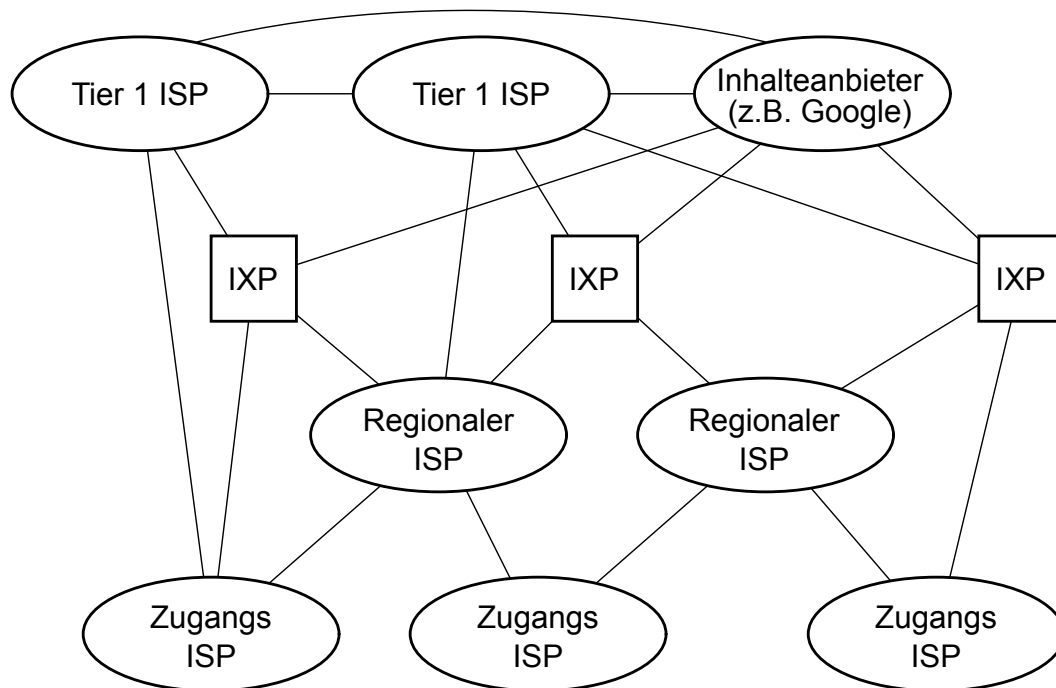 Tier 1 ISP
Tier 1 ISP
Inhalteanbieter
(z.B. Google)
IXP
IXP
IXP
Regionaler
ISP
Regionaler
ISP
Zugangs
ISP
Zugangs
ISP
Zugangs
ISP